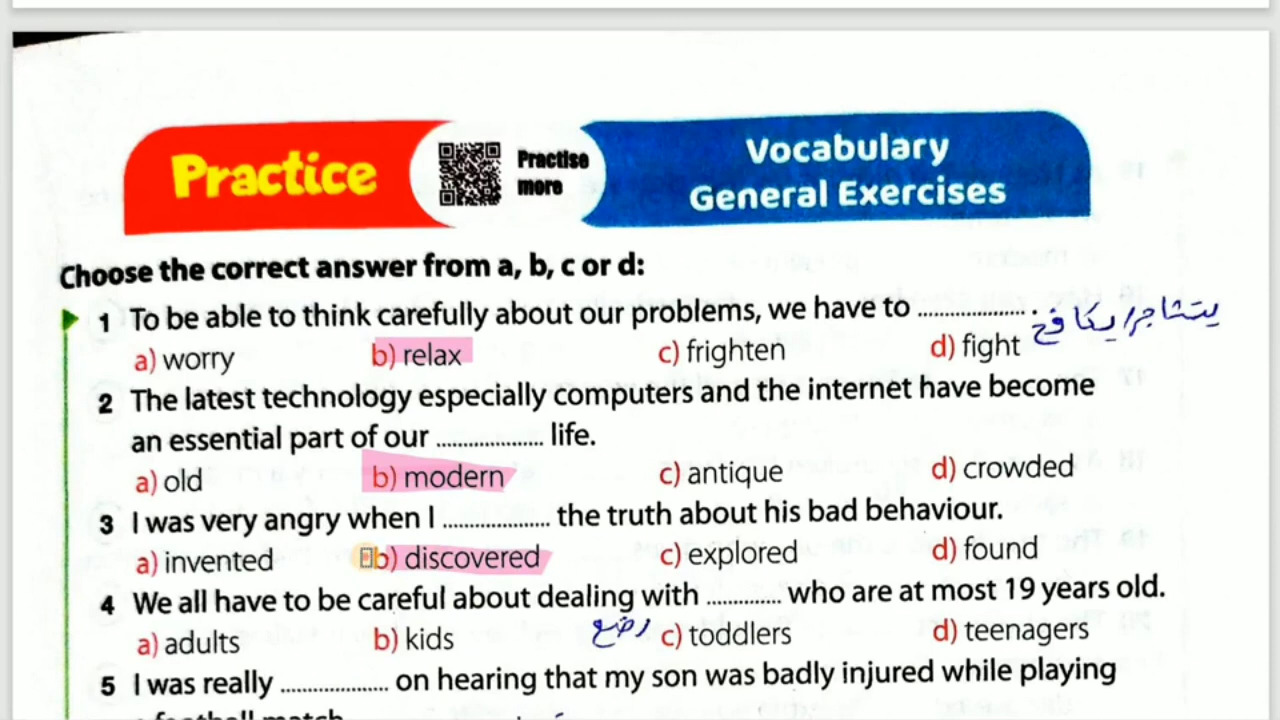 Practice
Practise
more
Vocabulary
General Exercises
Choose the correct answer from a, b, c or d:
1 To be able to think carefully about our problems, we have to .................... .
يتشاجر/يكافح
a) worry b) relax c) frighten d) fight
2 The latest technology especially computers and the internet have become
an essential part of our .................... life.
a) old b) modern c) antique d) crowded
3 I was very angry when I .................... the truth about his bad behaviour.
a) invented b) discovered c) explored d) found
4 We all have to be careful about dealing with .............. who are at most 19 years old.
a) adults b) kids رضع c) toddlers d) teenagers
5 I was really .................... on hearing that my son was badly injured while playing
a football match.